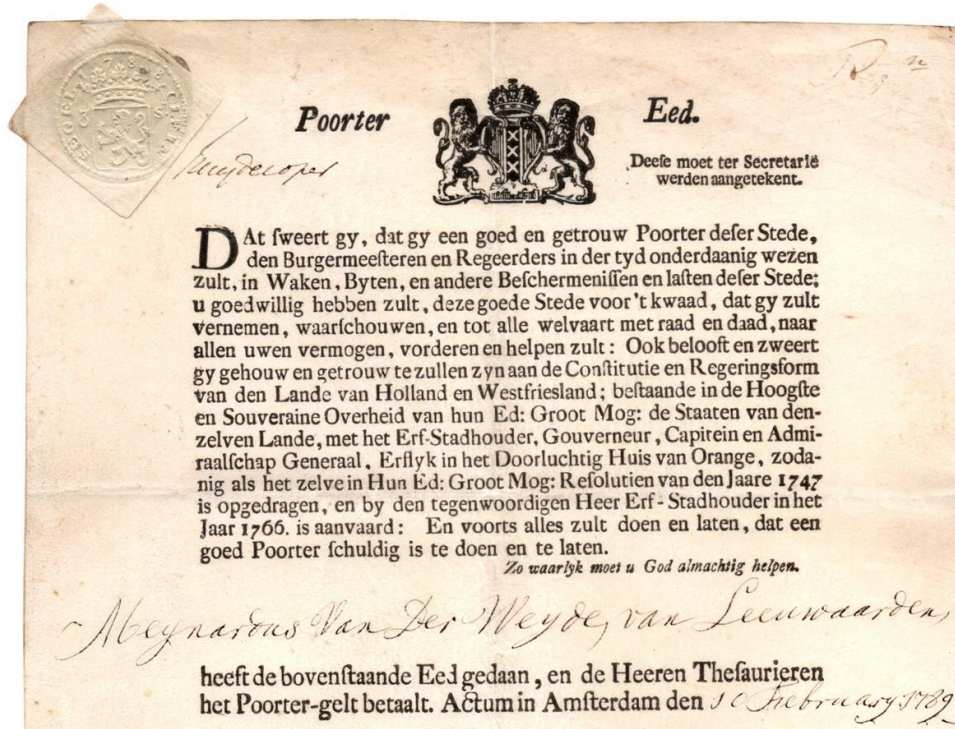 Poorter Eed.
Deese moet ter Secretarië
werden aangetekent.
DAt sweert gy, dat gy een goed en getrouw Poorter deser Stede,
den Burgermeesteren en Regeerders in der tyd onderdaanig wezen
zult, in Waken, Byten, en andere Beschermenissen en lasten deser Stede;
u goedwillig hebben zult, deze goede Stede voor't kwaad, dat gy zult
vernemen, waarschouwen, en tot alle welvaart met raad en daad, naar
allen uwen vermogen, vorderen en helpen zult: Ook belooft en zweert
gy gehouw en getrouw te zullen zyn aan de Constitutie en Regeringsform
van den Lande van Holland en Westfriesland; bestaande in de Hoogste
en Souveraine Overheid van hun Ed: Groot Mog: de Staaten van den-
zelven Lande, met het Erf-Stadhouder, Gouverneur, Capitein en Admi-
raalschap Generaal, Erflyk in het Doorluchtig Huis van Orange, zoda-
nig als het zelve in Hun Ed: Groot Mog: Resolutien van den Jaare 1747
is opgedragen, en by den tegenwoordigen Heer Erf-Stadhouder in het
Jaar 1766. is aanvaard: En voorts alles zult doen en laten, dat een
goed Poorter schuldig is te doen en te laten.
Zo waarlyk moet u God almachtig helpen.
Meynardus Van Der Weyde, van Leeuwaarden,
heeft de bovenstaande Eed gedaan, en de Heeren Thesaurieren
het Poorter-gelt betaalt. Actum in Amsterdam den 10 February 1789